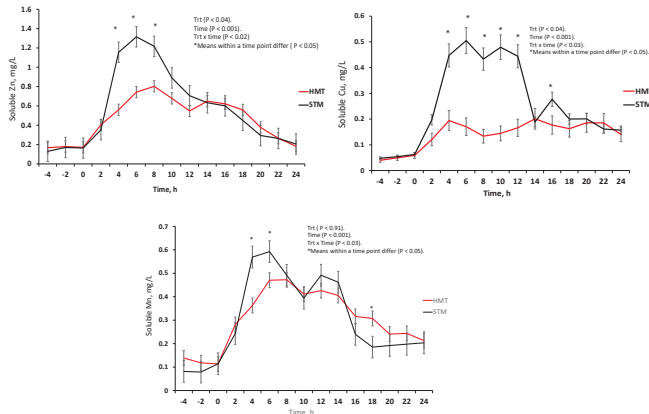 Trt (P < 0.04).
Time (P < 0.001).
Trt x time (P < 0.02)
*Means within a time point differ ( P < 0.05)
Soluble Zn, mg/L
1.6
1.4
1.2
1
0.8
0.6
0.4
0.2
0
* * *
HMT
STM
-4 -2 0 2 4 6 8 10 12 14 16 18 20 22 24
Time, h
Trt (P < 0.04).
Time (P < 0.001).
Trt x time (P < 0.03).
*Means within a time point differ (P < 0.05).
Soluble Cu, mg/L
0.6
0.5
0.4
0.3
0.2
0.1
0
* * * * * *
HMT
STM
-4 -2 0 2 4 6 8 10 12 14 16 18 20 22 24
Time, h
Trt ( P < 0.91).
Time (P < 0.001).
Trt x Time (P < 0.03).
*Means within a time point differ (P < 0.05).
Soluble Mn, mg/L
0.7
0.6
0.5
0.4
0.3
0.2
0.1
0
* * *
HMT
STM
-4 -2 0 2 4 6 8 10 12 14 16 18 20 22 24
Time, h